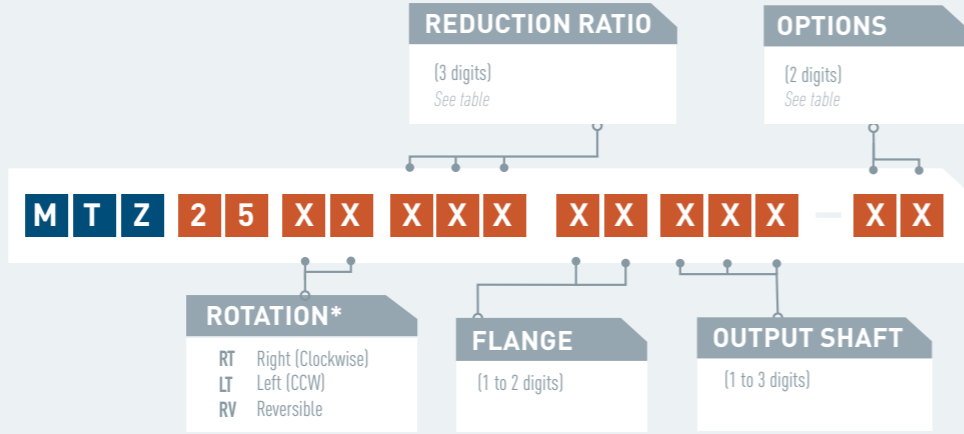 REDUCTION RATIO
(3 digits)
See table
OPTIONS
(2 digits)
See table
M T Z 2 5 X X X X X X X X X X – X X
ROTATION*
RT Right (Clockwise)
LT Left (CCW)
RV Reversible
FLANGE
(1 to 2 digits)
OUTPUT SHAFT
(1 to 3 digits)